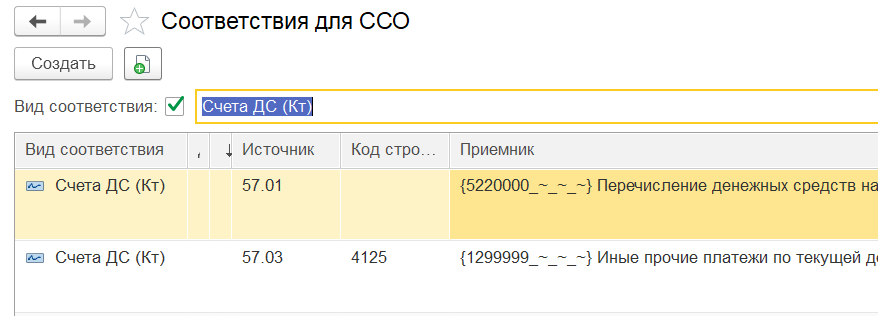 Соответствия для ССО
Создать
Вид соответствия: Счета ДС (Кт)
Вид соответствия Источник Код стро... Приемник
Счета ДС (Кт) 57.01 {5220000_~_~_~} Перечисление денежных средств на
Счета ДС (Кт) 57.03 4125 {1299999_~_~_~} Иные прочие платежи по текущей де